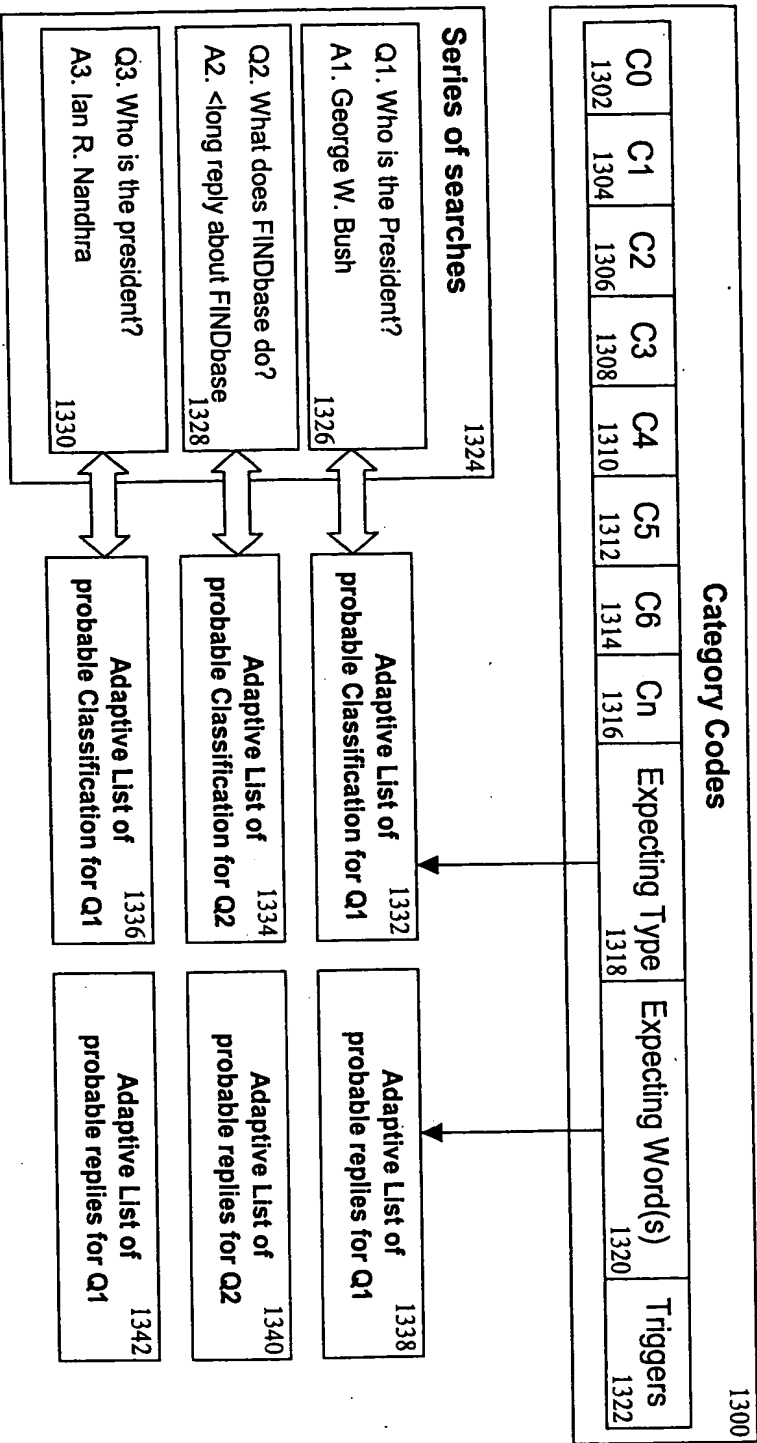 1300
Category Codes
C0
1302
C1
1304
C2
1306
C3
1308
C4
1310
C5
1312
C6
1314
Cn
1316
Expecting Type
1318
Expecting Word(s)
1320
Triggers
1322
Series of searches
1324
Q1. Who is the President?
A1. George W. Bush
1326
Q2. What does FINDbase do?
A2. <long reply about FINDbase
1328
Q3. Who is the president?
A3. Ian R. Nandhra
1330
Adaptive List of
probable Classification for Q1
1332
Adaptive List of
probable replies for Q1
1338
Adaptive List of
probable Classification for Q2
1334
Adaptive List of
probable replies for Q2
1340
Adaptive List of
probable Classification for Q1
1336
Adaptive List of
probable replies for Q1
1342